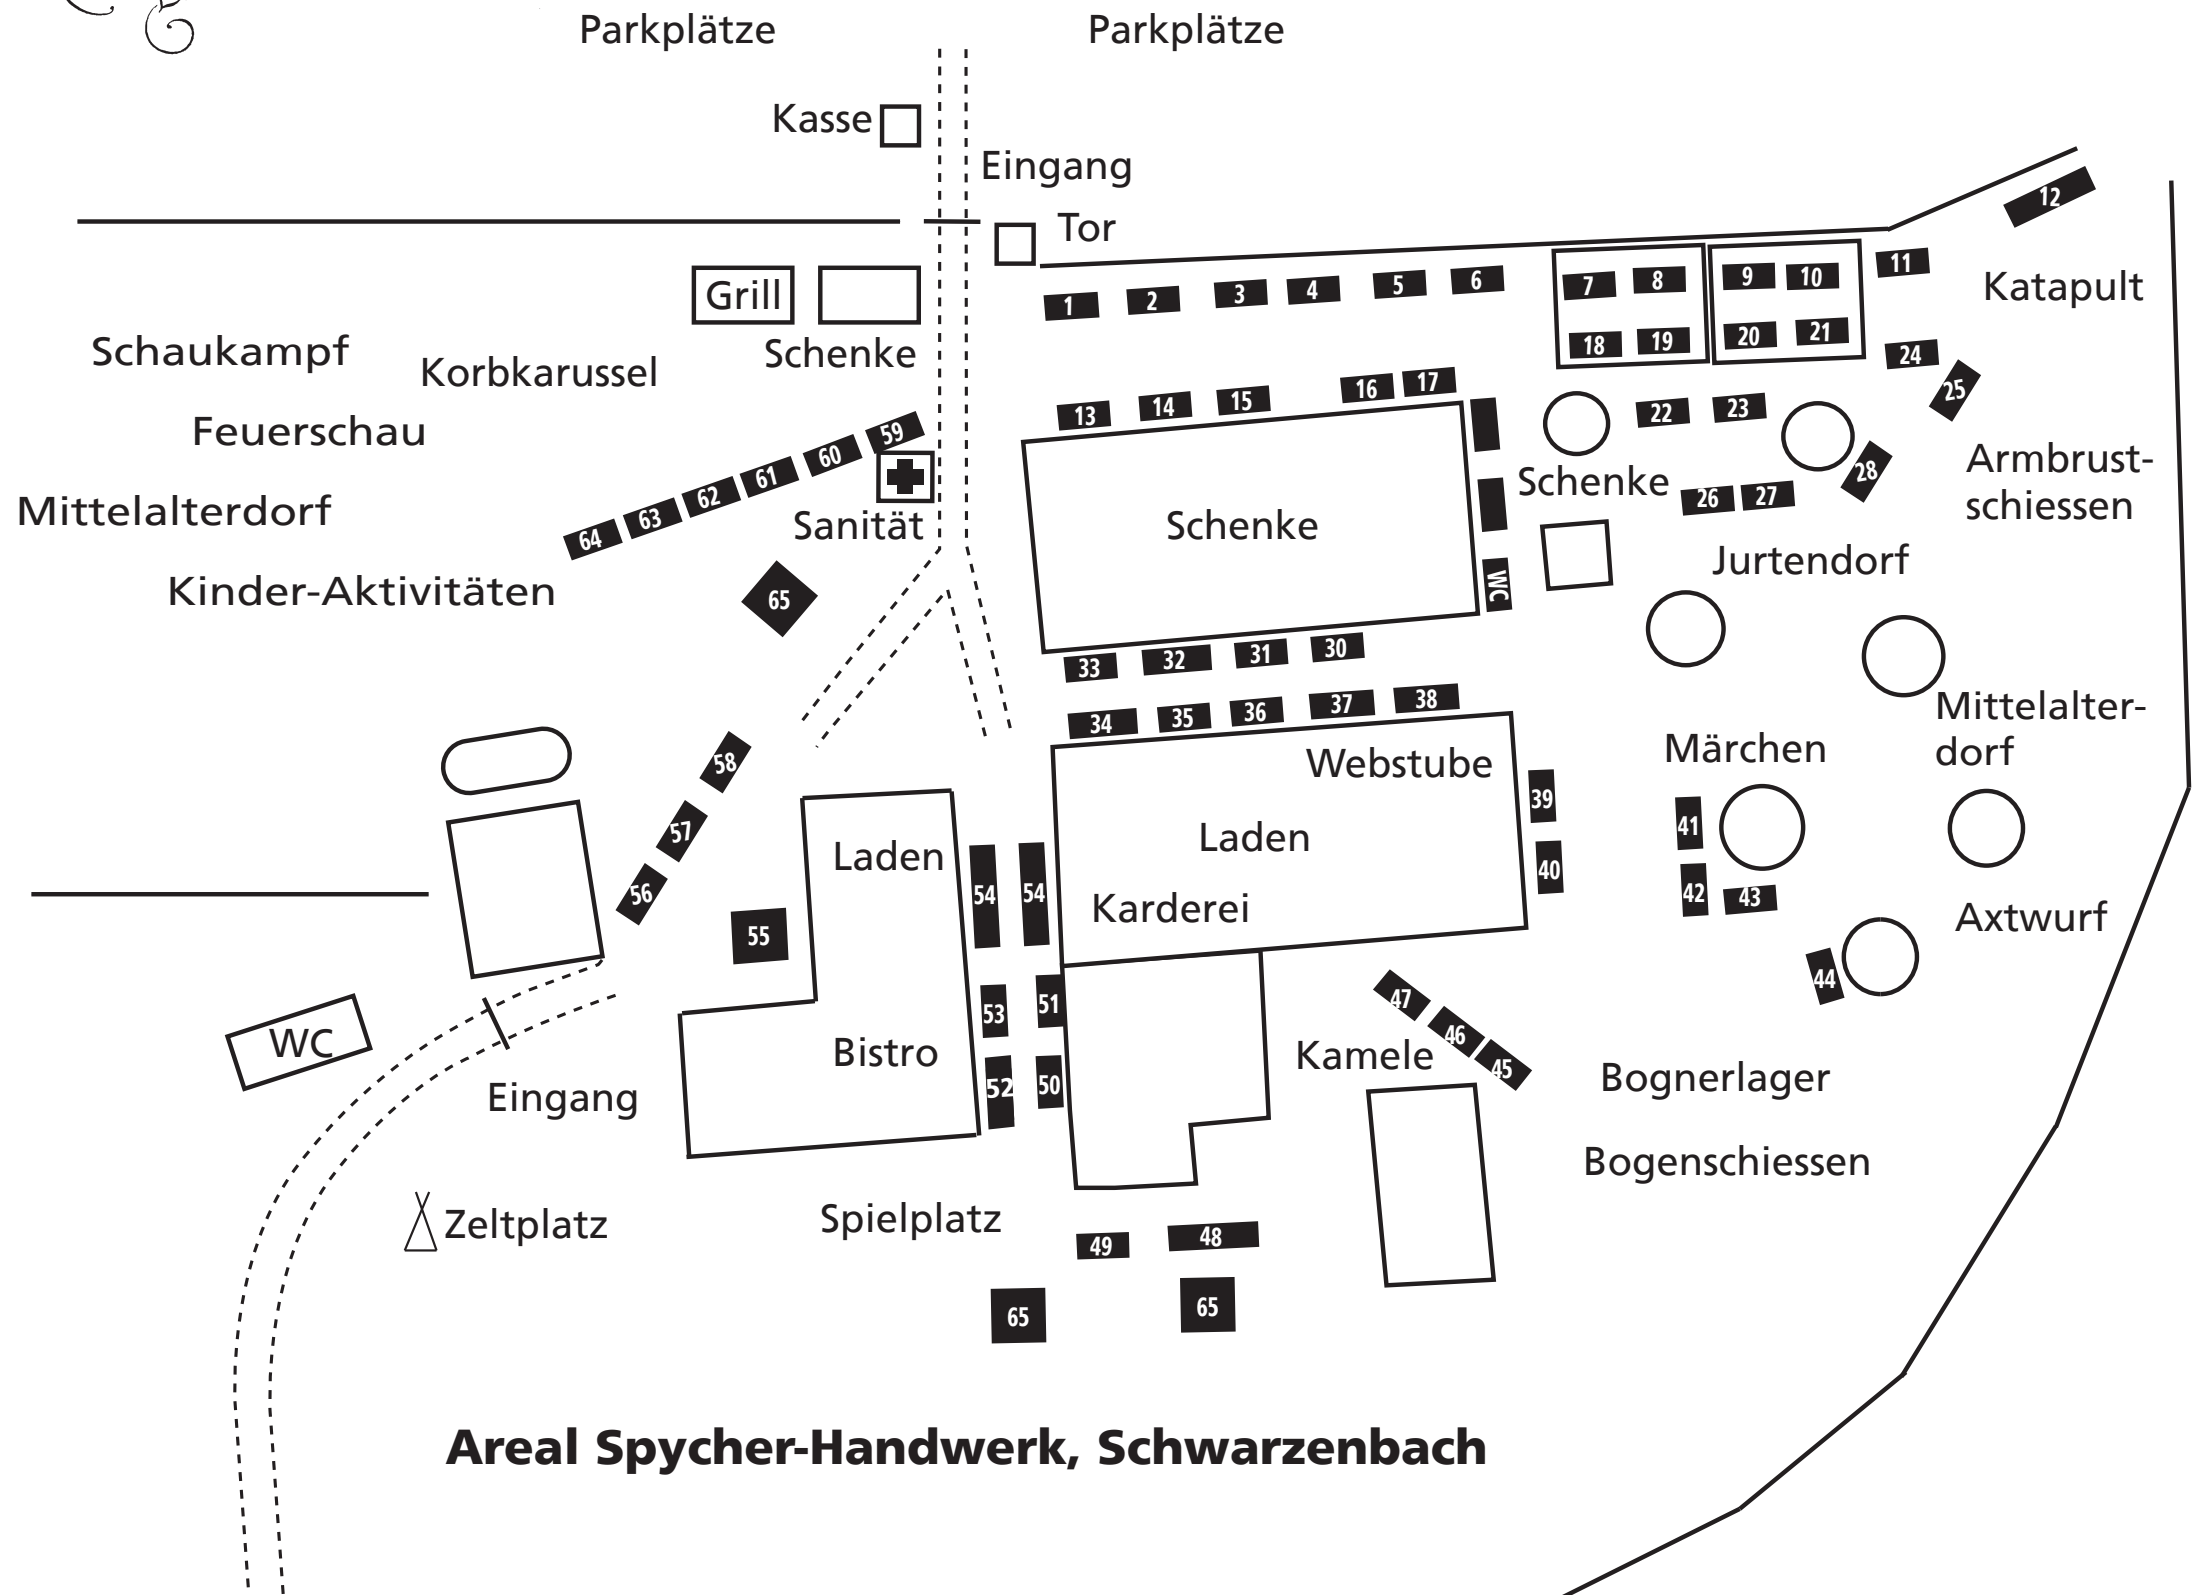 Parkplätze
Parkplätze
Kasse
Eingang
Tor
12
Grill
Schenke
1
2
3
4
5
6
7
8
9
10
11
Katapult
18
19
20
21
24
25
Schaukampf
Korbkarussel
Feuerschau
Mittelalterdorf
Kinder-Aktivitäten
59
60
61
62
63
64
Sanität
65
13
14
15
16
17
22
23
Schenke
Schenke
WC
26
27
28
Armbrust-
schiessen
Jurtendorf
33
32
31
30
34
35
36
37
38
Webstube
Laden
Karderei
39
40
Märchen
Mittelalter-
dorf
41
42
43
Axtwurf
44
58
57
56
55
Laden
Bistro
54
54
53
51
52
50
47
46
45
Kamele
Bognerlager
Bogenschiessen
WC
Eingang
Zeltplatz
Spielplatz
49
48
65
65
Areal Spycher-Handwerk, Schwarzenbach